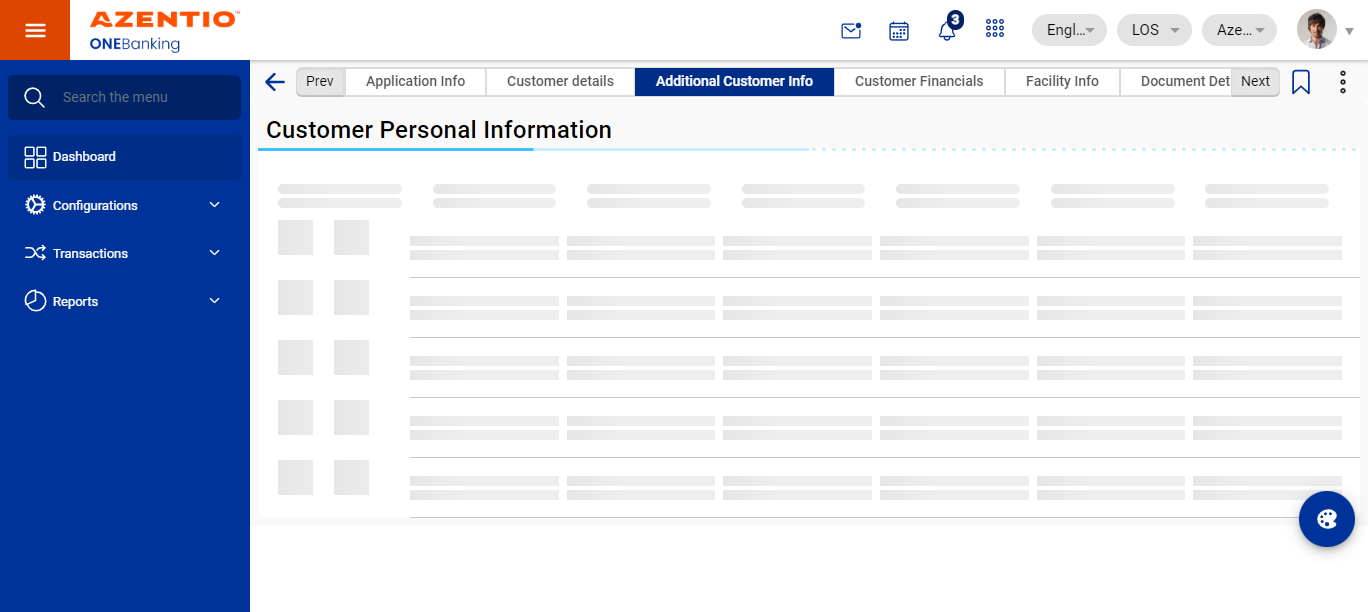 AZENTIO™
ONEBanking
3
Engl...
LOS
Aze...
Search the menu
Dashboard
Configurations
Transactions
Reports
Prev
Application Info
Customer details
Additional Customer Info
Customer Financials
Facility Info
Document Det
Next
Customer Personal Information